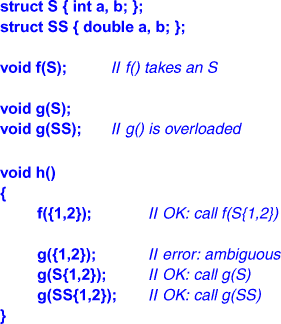 struct S { int a, b; };
struct SS { double a, b; };
void f(S); // f() takes an S
void g(S);
void g(SS); // g() is overloaded
void h()
{
f({1,2}); // OK: call f(S{1,2})
g({1,2}); // error: ambiguous
g(S{1,2}); // OK: call g(S)
g(SS{1,2}); // OK: call g(SS)
}